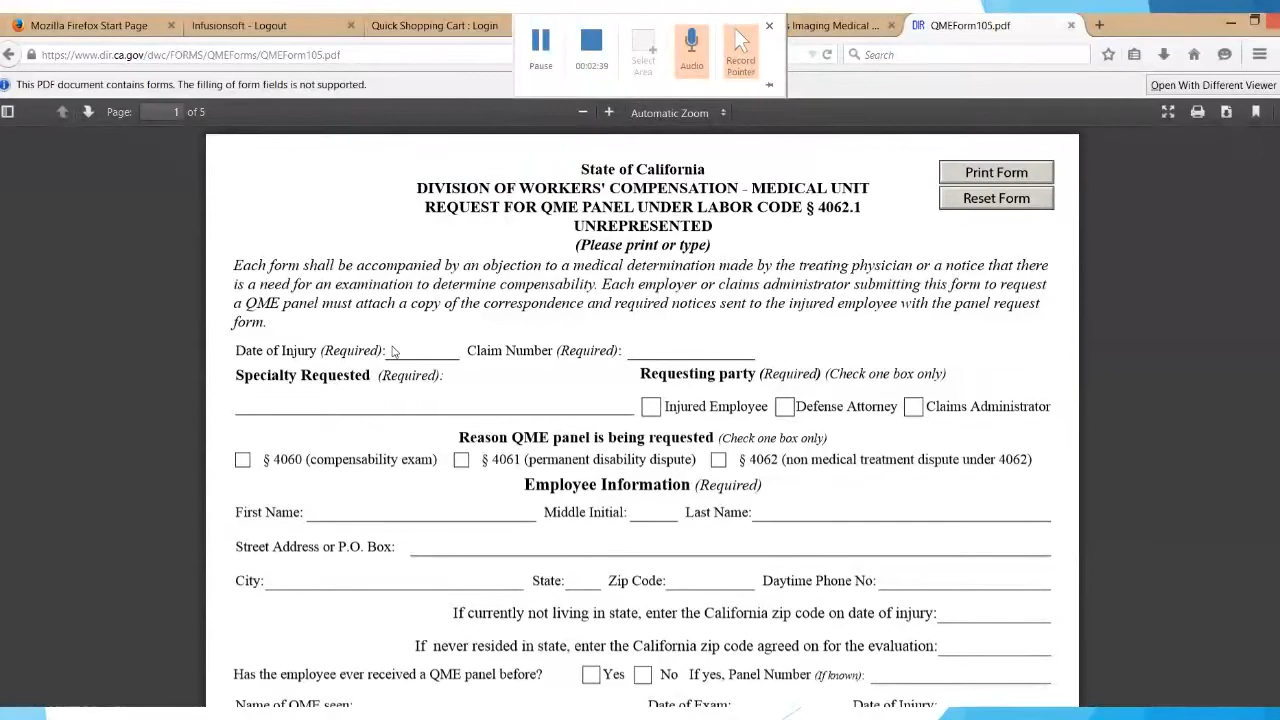 Mozilla Firefox Start Page
Infusionsoft - Logout
Quick Shopping Cart : Login
s Imaging Medical ...
DIR QMEForm105.pdf
Pause
00:02:39
Select Area
Audio
Record Pointer
https://www.dir.ca.gov/dwc/FORMS/QMEForms/QMEForm105.pdf
Search
This PDF document contains forms. The filling of form fields is not supported.
Open With Different Viewer
Page: 1 of 5
Automatic Zoom
State of California
DIVISION OF WORKERS' COMPENSATION - MEDICAL UNIT
REQUEST FOR QME PANEL UNDER LABOR CODE § 4062.1
UNREPRESENTED
(Please print or type)
Print Form
Reset Form
Each form shall be accompanied by an objection to a medical determination made by the treating physician or a notice that there
is a need for an examination to determine compensability. Each employer or claims administrator submitting this form to request
a QME panel must attach a copy of the correspondence and required notices sent to the injured employee with the panel request
form.
Date of Injury (Required): Claim Number (Required):
Specialty Requested (Required):
Requesting party (Required) (Check one box only)
Injured Employee Defense Attorney Claims Administrator
Reason QME panel is being requested (Check one box only)
§ 4060 (compensability exam) § 4061 (permanent disability dispute) § 4062 (non medical treatment dispute under 4062)
Employee Information (Required)
First Name: Middle Initial: Last Name:
Street Address or P.O. Box:
City: State: Zip Code: Daytime Phone No:
If currently not living in state, enter the California zip code on date of injury:
If never resided in state, enter the California zip code agreed on for the evaluation:
Has the employee ever received a QME panel before? Yes No If yes, Panel Number (If known):
Name of QME seen: Date of Exam: Date of Injury: